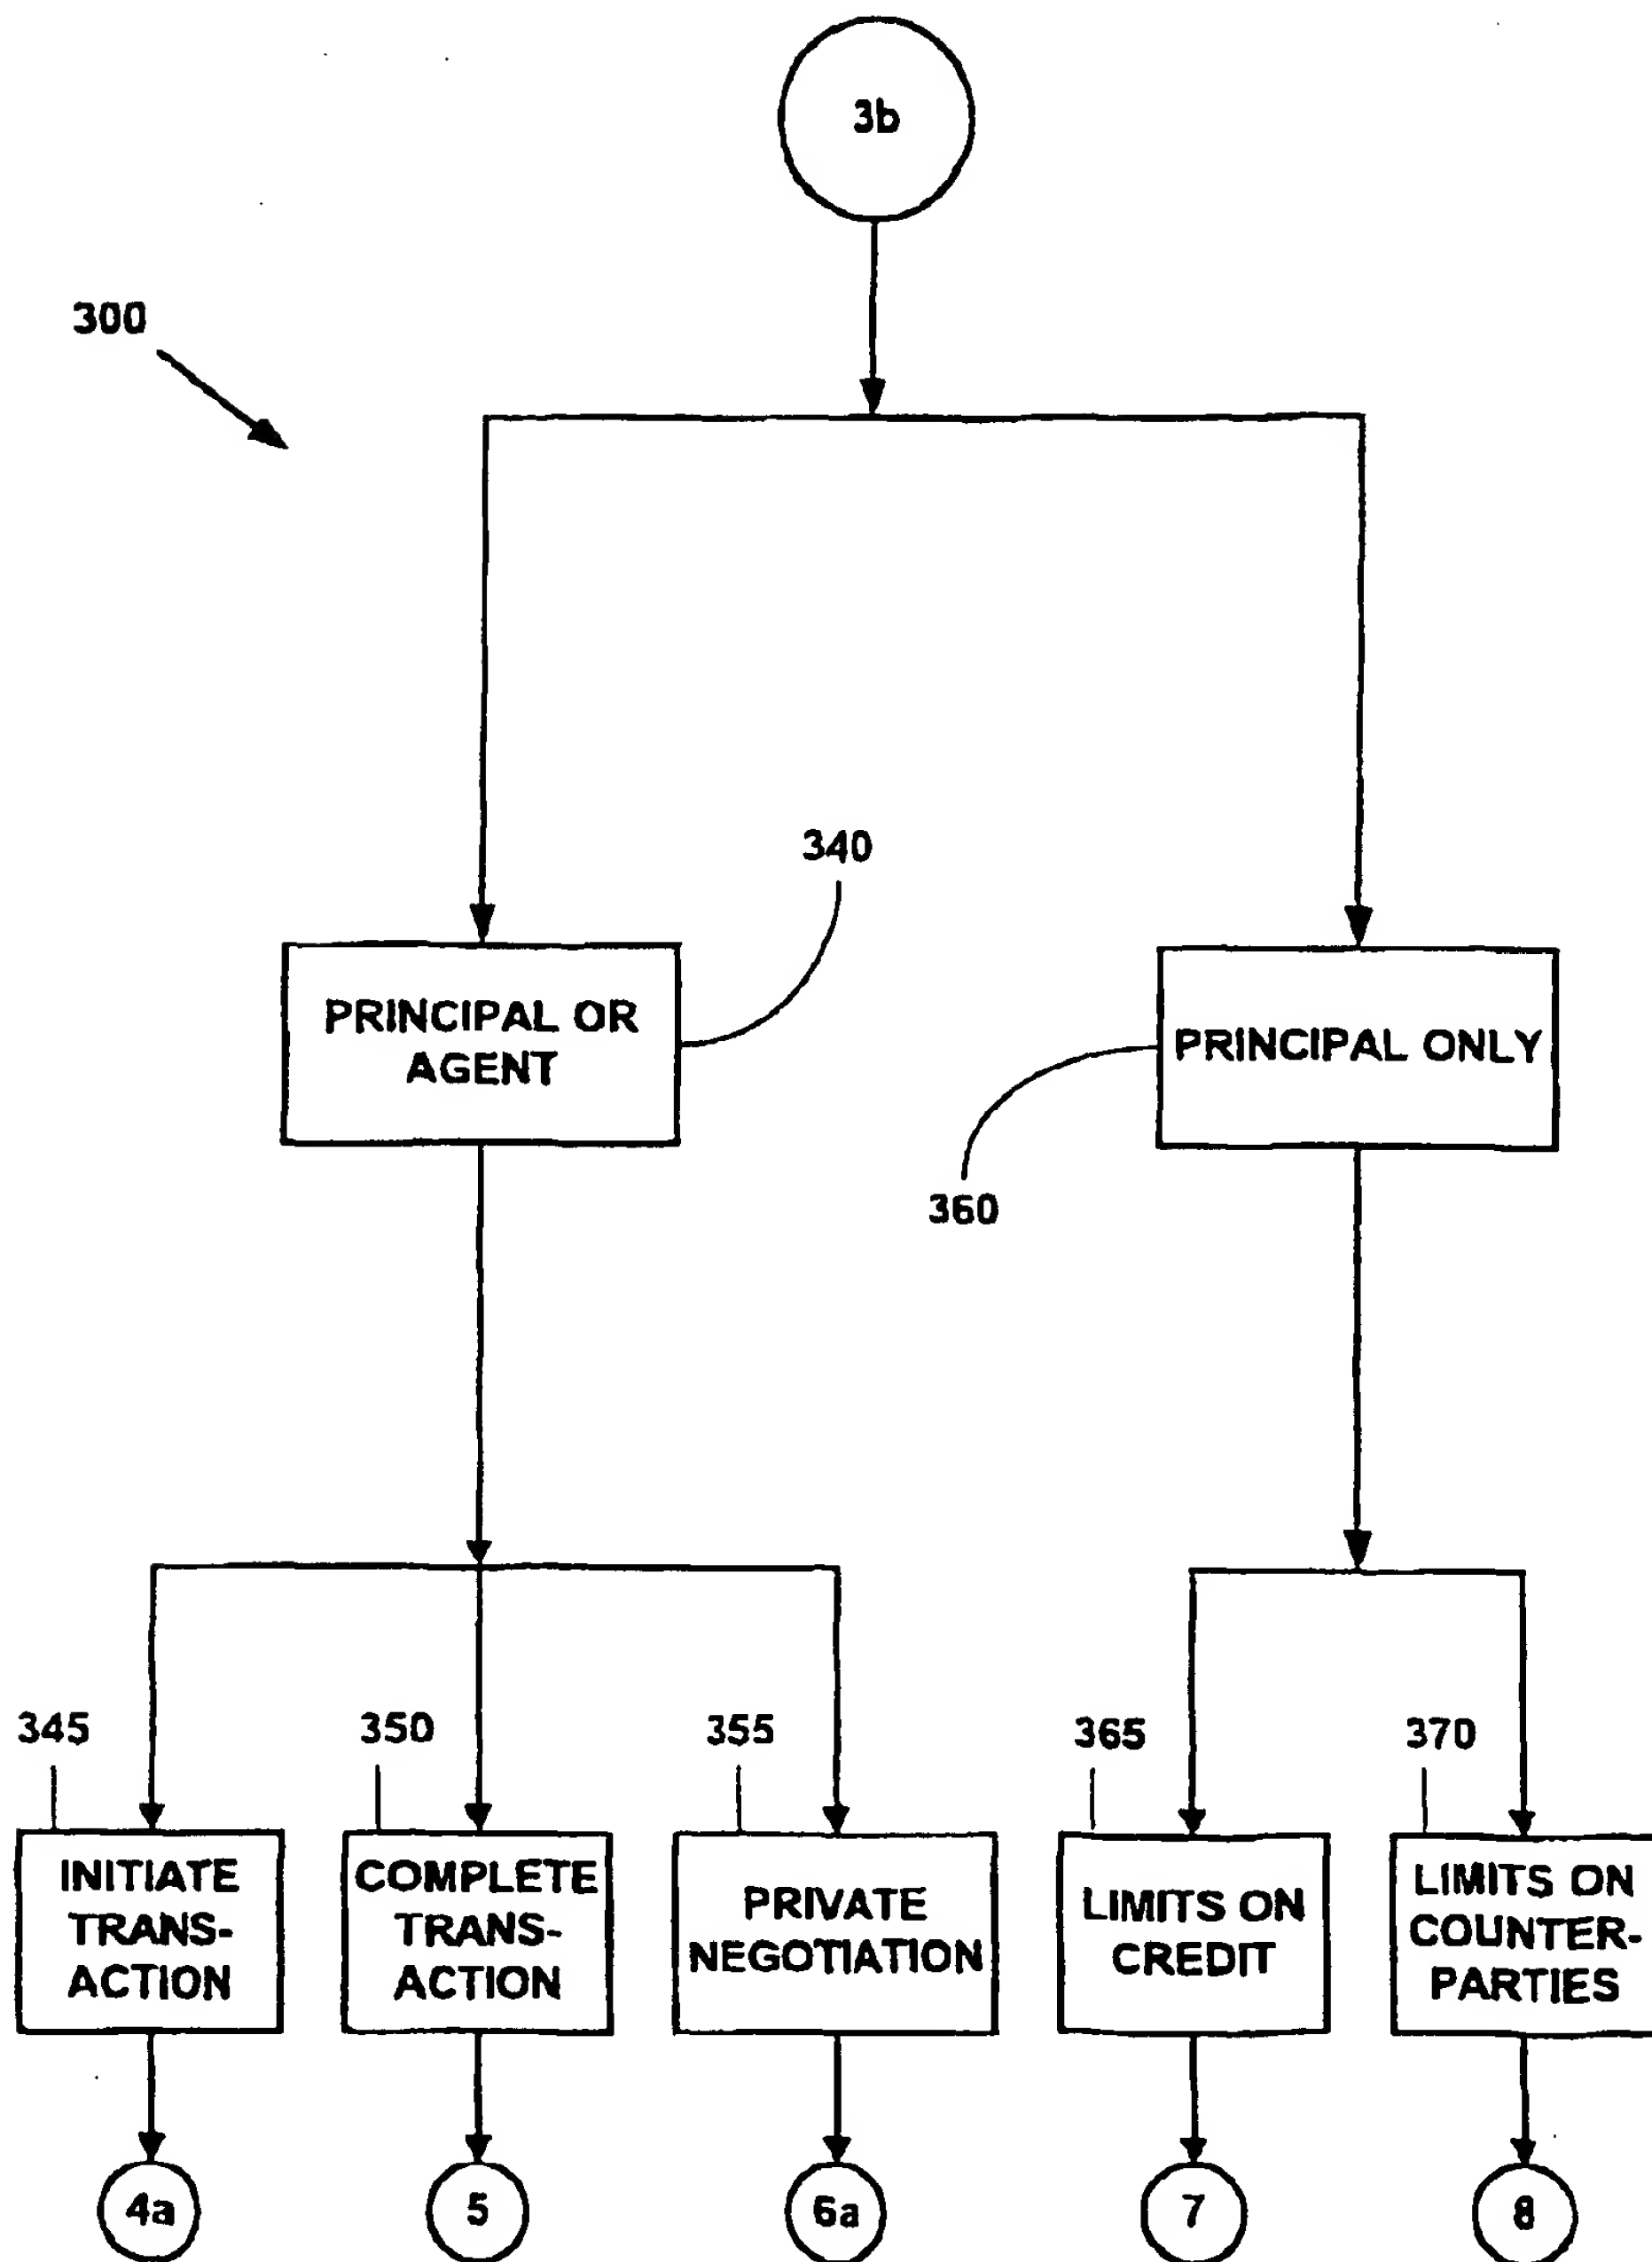 3b
300
340
PRINCIPAL OR
AGENT
PRINCIPAL ONLY
360
345
350
355
365
370
INITIATE
TRANS-
ACTION
COMPLETE
TRANS-
ACTION
PRIVATE
NEGOTIATION
LIMITS ON
CREDIT
LIMITS ON
COUNTER-
PARTIES
4a
5
6a
7
8